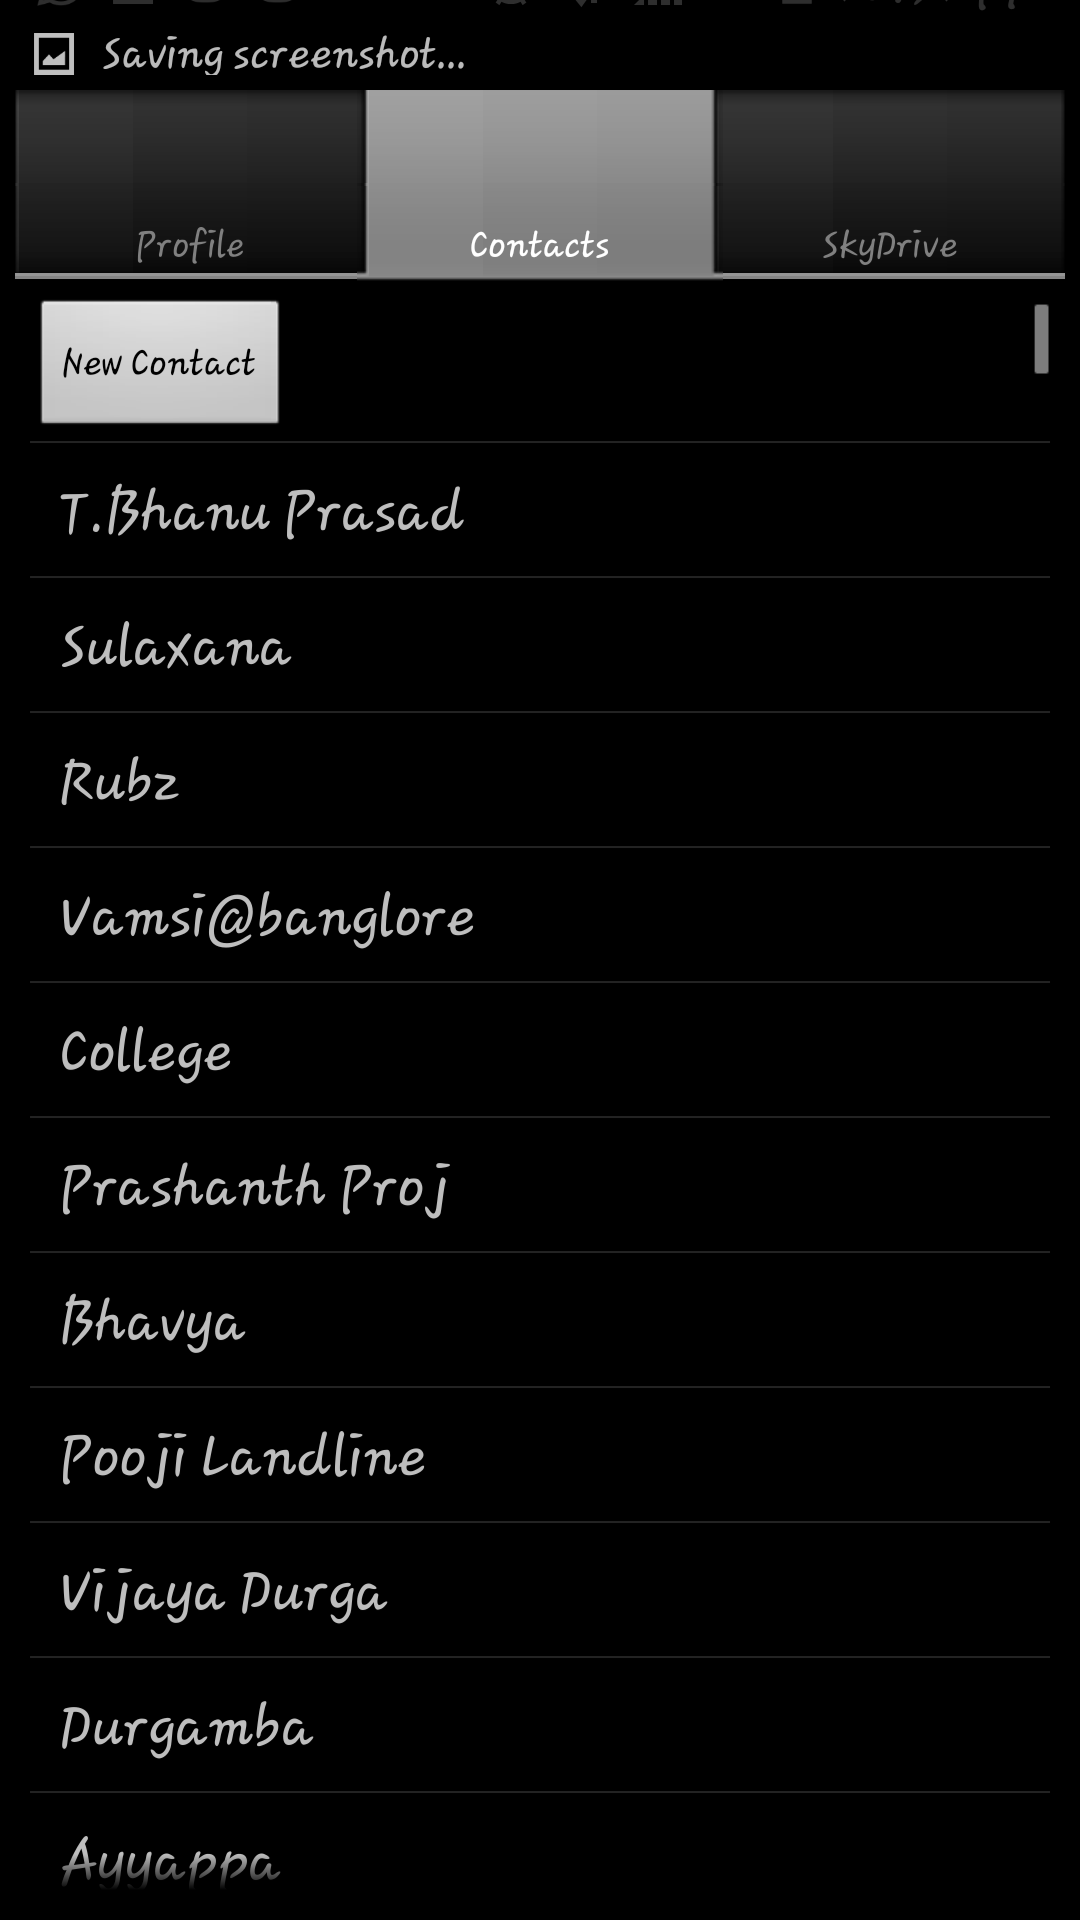 Saving screenshot...
Profile Contacts SkyDrive
New Contact
T.Bhanu Prasad
Sulaxana
Rubz
Vamsi@banglore
College
Prashanth Proj
Bhavya
Pooji Landline
Vijaya Durga
Durgamba
Ayyappa